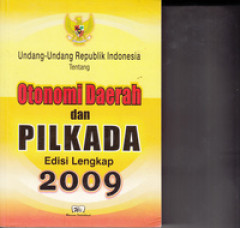 Undang-Undang Republik Indonesia
Tentang
Otonomi Daerah
dan
PILKADA
Edisi Lengkap
2009